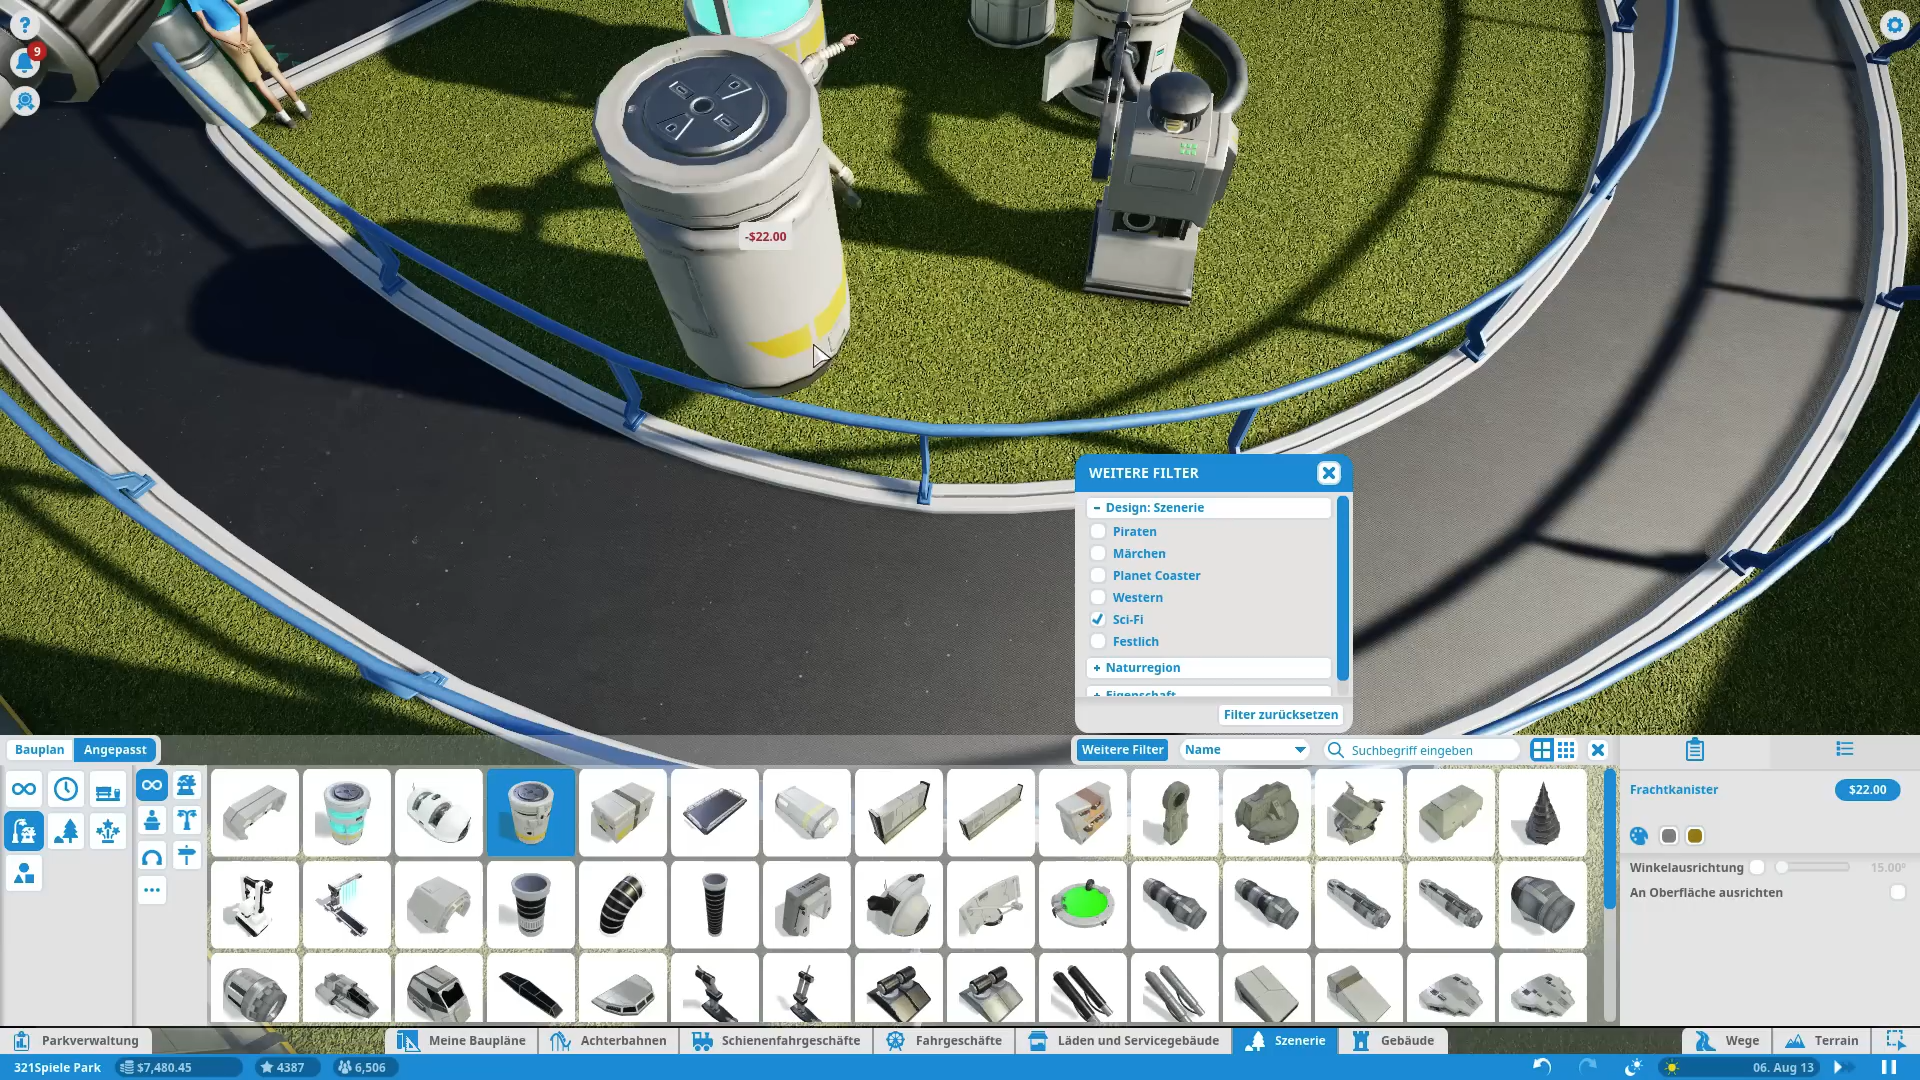 ?
9
-$22.00
WEITERE FILTER
− Design: Szenerie
Piraten
Märchen
Planet Coaster
Western
Sci-Fi
Festlich
+ Naturregion
+ Eigenschaft
Filter zurücksetzen
Bauplan Angepasst
Weitere Filter Name Suchbegriff eingeben
Frachtkanister $22.00
Winkelausrichtung 15.00°
An Oberfläche ausrichten
Parkverwaltung Meine Baupläne Achterbahnen Schienenfahrgeschäfte Fahrgeschäfte Läden und Servicegebäude Szenerie Gebäude Wege Terrain
321Spiele Park $7,480.45 4387 6,506 06. Aug 13